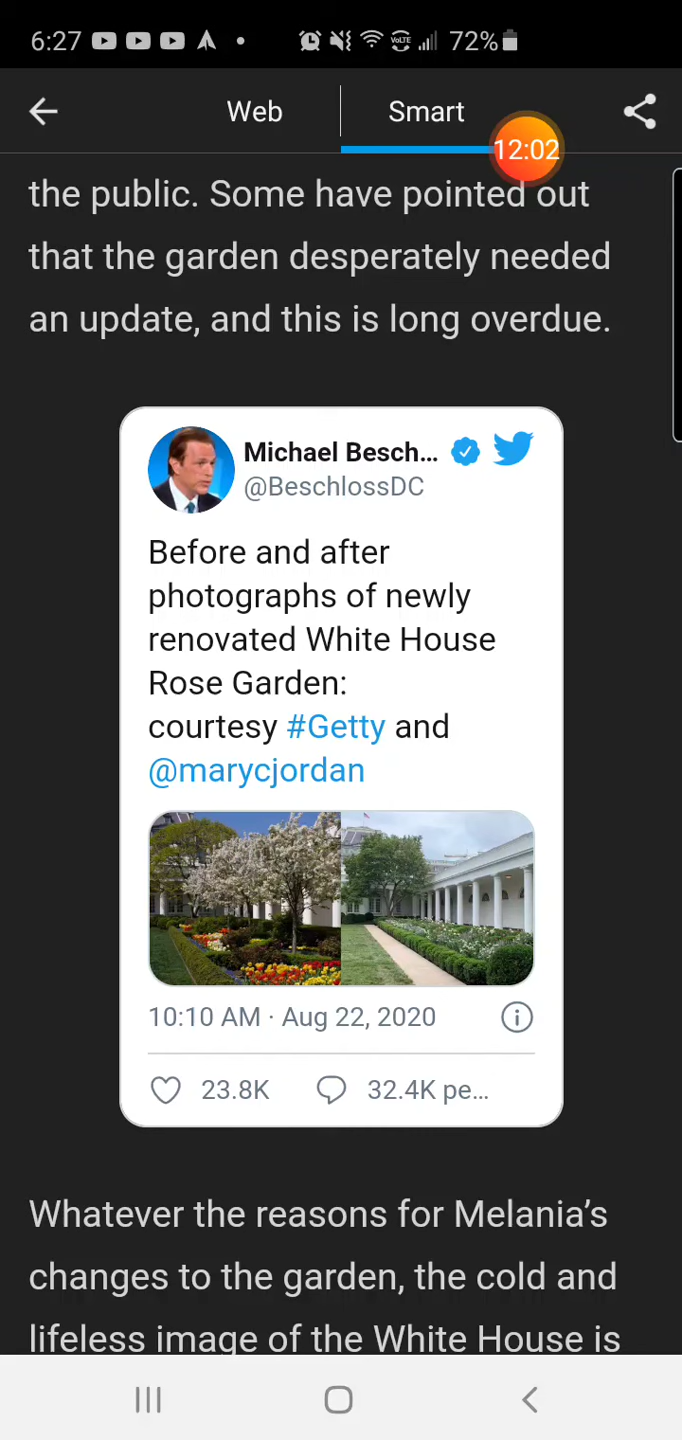 6:27
VoLTE
72%
Web
Smart
12:02
the public. Some have pointed out
that the garden desperately needed
an update, and this is long overdue.
Michael Besch...
@BeschlossDC
Before and after
photographs of newly
renovated White House
Rose Garden:
courtesy #Getty and
@marycjordan
10:10 AM · Aug 22, 2020
23.8K
32.4K pe...
Whatever the reasons for Melania’s
changes to the garden, the cold and
lifeless image of the White House is